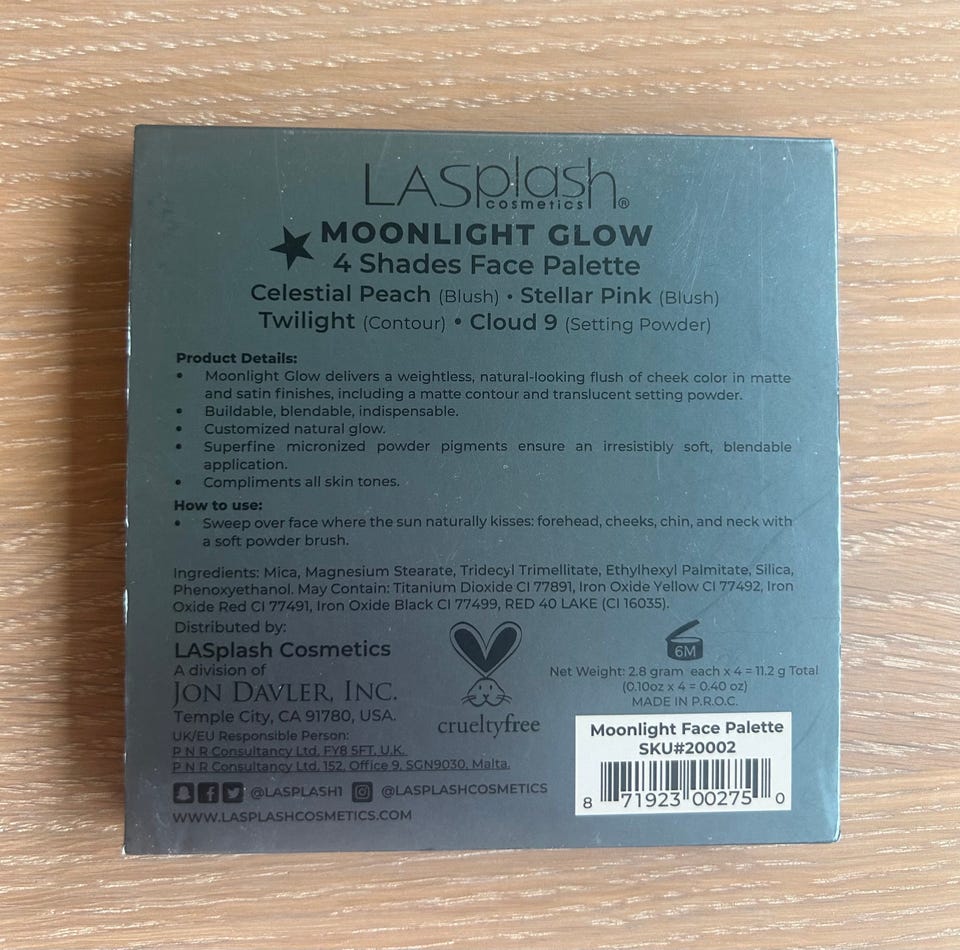 LASplash
cosmetics®
MOONLIGHT GLOW
4 Shades Face Palette
Celestial Peach (Blush) • Stellar Pink (Blush)
Twilight (Contour) • Cloud 9 (Setting Powder)
Product Details:
• Moonlight Glow delivers a weightless, natural-looking flush of cheek color in matte
and satin finishes, including a matte contour and translucent setting powder.
• Buildable, blendable, indispensable.
• Customized natural glow.
• Superfine micronized powder pigments ensure an irresistibly soft, blendable
application.
• Compliments all skin tones.
How to use:
• Sweep over face where the sun naturally kisses: forehead, cheeks, chin, and neck with
a soft powder brush.
Ingredients: Mica, Magnesium Stearate, Tridecyl Trimellitate, Ethylhexyl Palmitate, Silica,
Phenoxyethanol. May Contain: Titanium Dioxide CI 77891, Iron Oxide Yellow CI 77492, Iron
Oxide Red CI 77491, Iron Oxide Black CI 77499, RED 40 LAKE (CI 16035).
Distributed by:
LASplash Cosmetics
A division of
JON DAVLER, INC.
Temple City, CA 91780, USA.
UK/EU Responsible Person:
P N R Consultancy Ltd, FY8 5FT, U.K.
P N R Consultancy Ltd, 152, Office 9, SGN9030, Malta.
@LASPLASH1 @LASPLASHCOSMETICS
WWW.LASPLASHCOSMETICS.COM
crueltyfree
6M
Net Weight: 2.8 gram each x 4 = 11.2 g Total
(0.10oz x 4 = 0.40 oz)
MADE IN P.R.O.C.
Moonlight Face Palette
SKU#20002
8 71923 00275 0